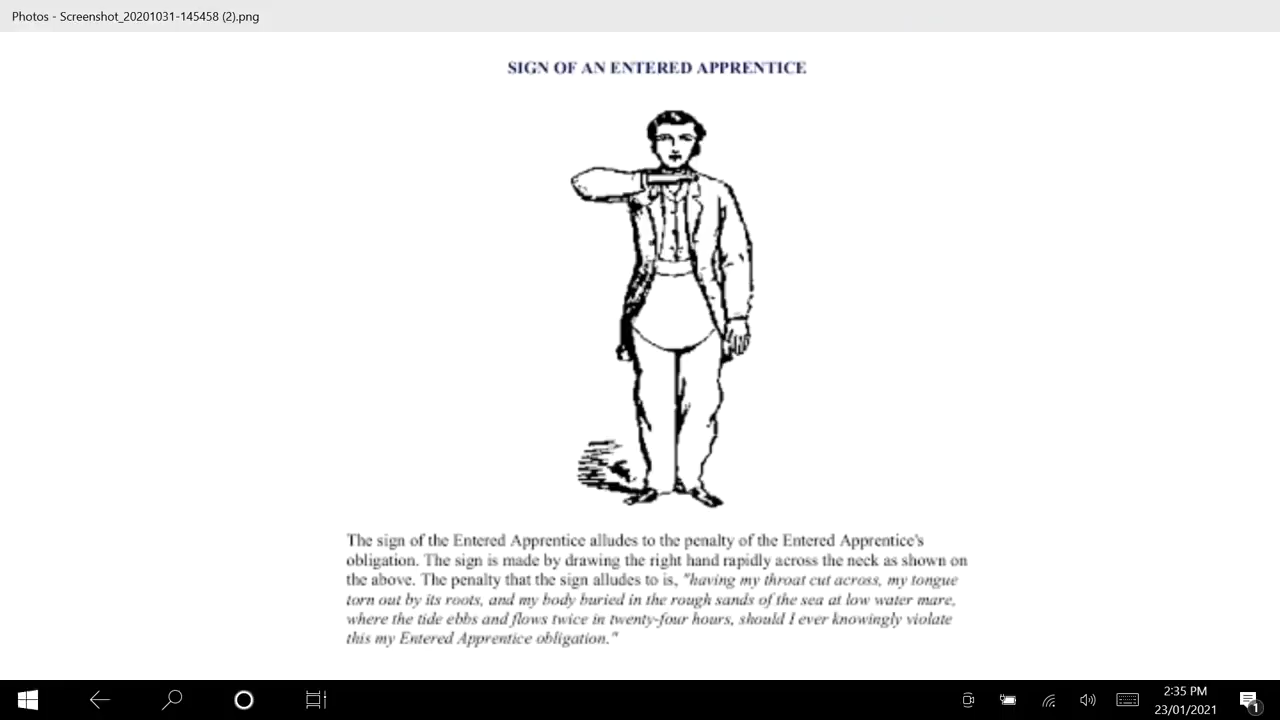 Photos - Screenshot_20201031-145458 (2).png
SIGN OF AN ENTERED APPRENTICE
The sign of the Entered Apprentice alludes to the penalty of the Entered Apprentice's
obligation. The sign is made by drawing the right hand rapidly across the neck as shown on
the above. The penalty that the sign alludes to is, "having my throat cut across, my tongue
torn out by its roots, and my body buried in the rough sands of the sea at low water mare,
where the tide ebbs and flows twice in twenty-four hours, should I ever knowingly violate
this my Entered Apprentice obligation."
2:35 PM
23/01/2021
1